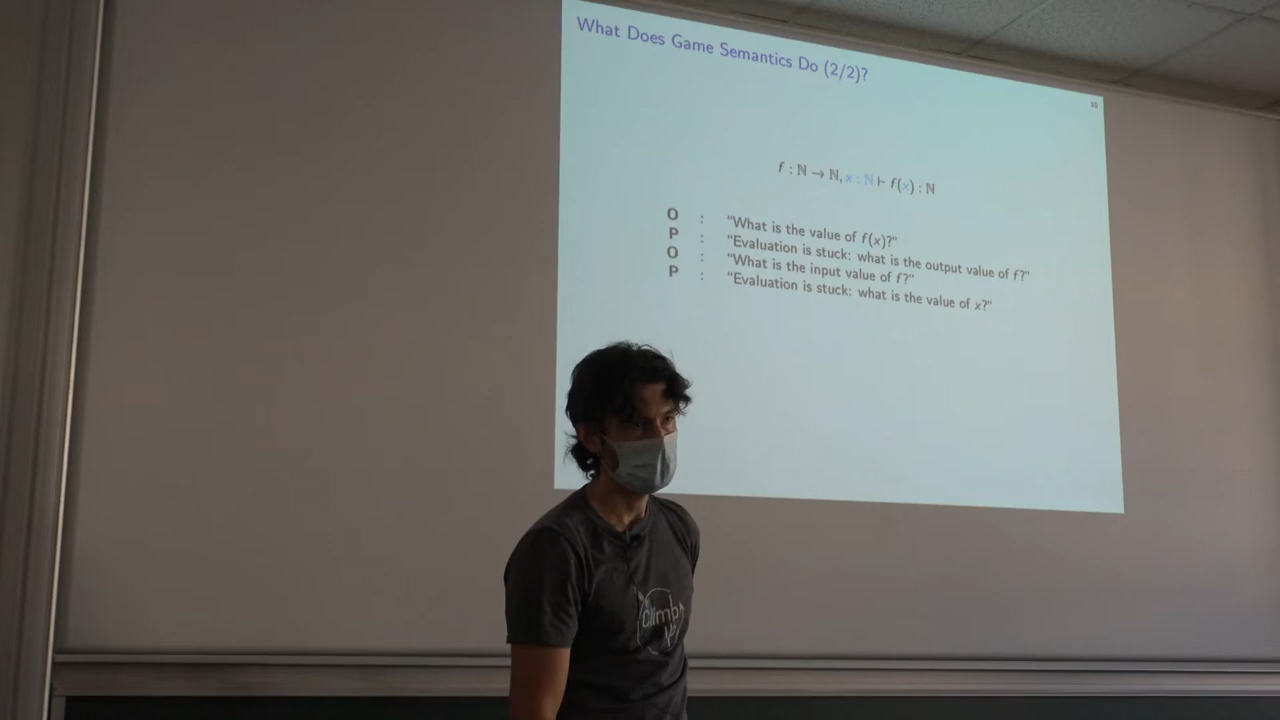 What Does Game Semantics Do (2/2)?
f : ℕ → ℕ, x : ℕ ⊢ f(x) : ℕ
O : "What is the value of f(x)?"
P : "Evaluation is stuck: what is the output value of f?"
O : "What is the input value of f?"
P : "Evaluation is stuck: what is the value of x?"
climb